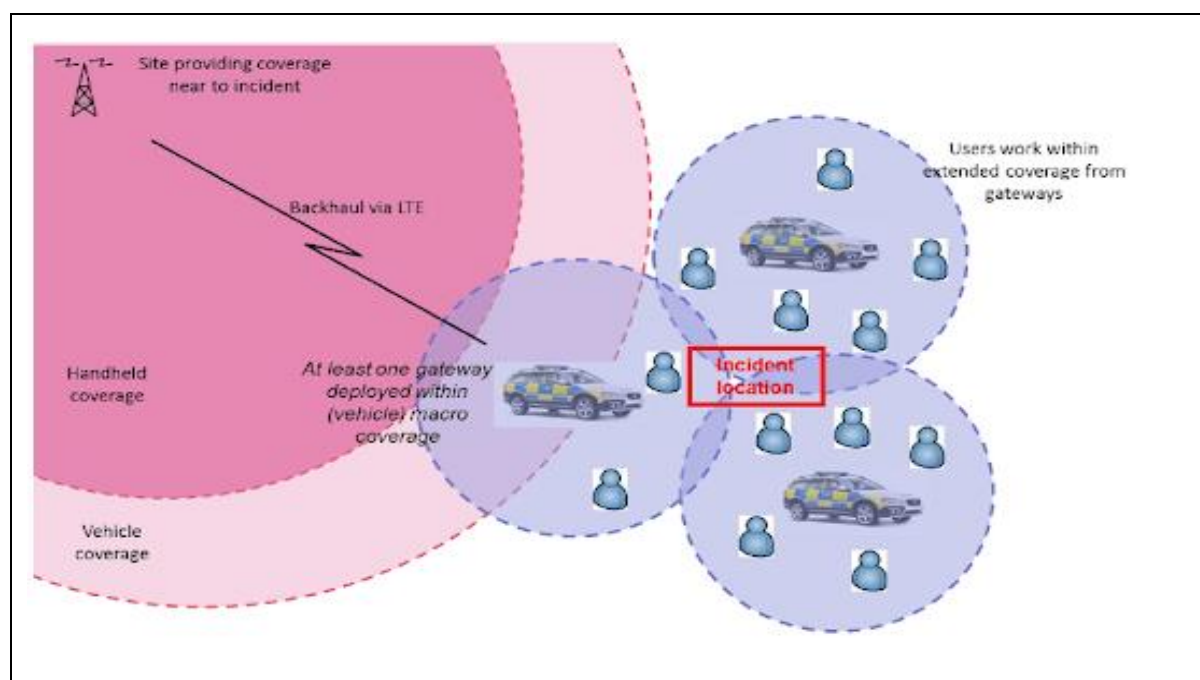 Site providing coverage
near to incident
Users work within
extended coverage from
gateways
Backhaul via LTE
At least one gateway
deployed within
(vehicle) macro
coverage
Incident
location
Handheld
coverage
Vehicle
coverage